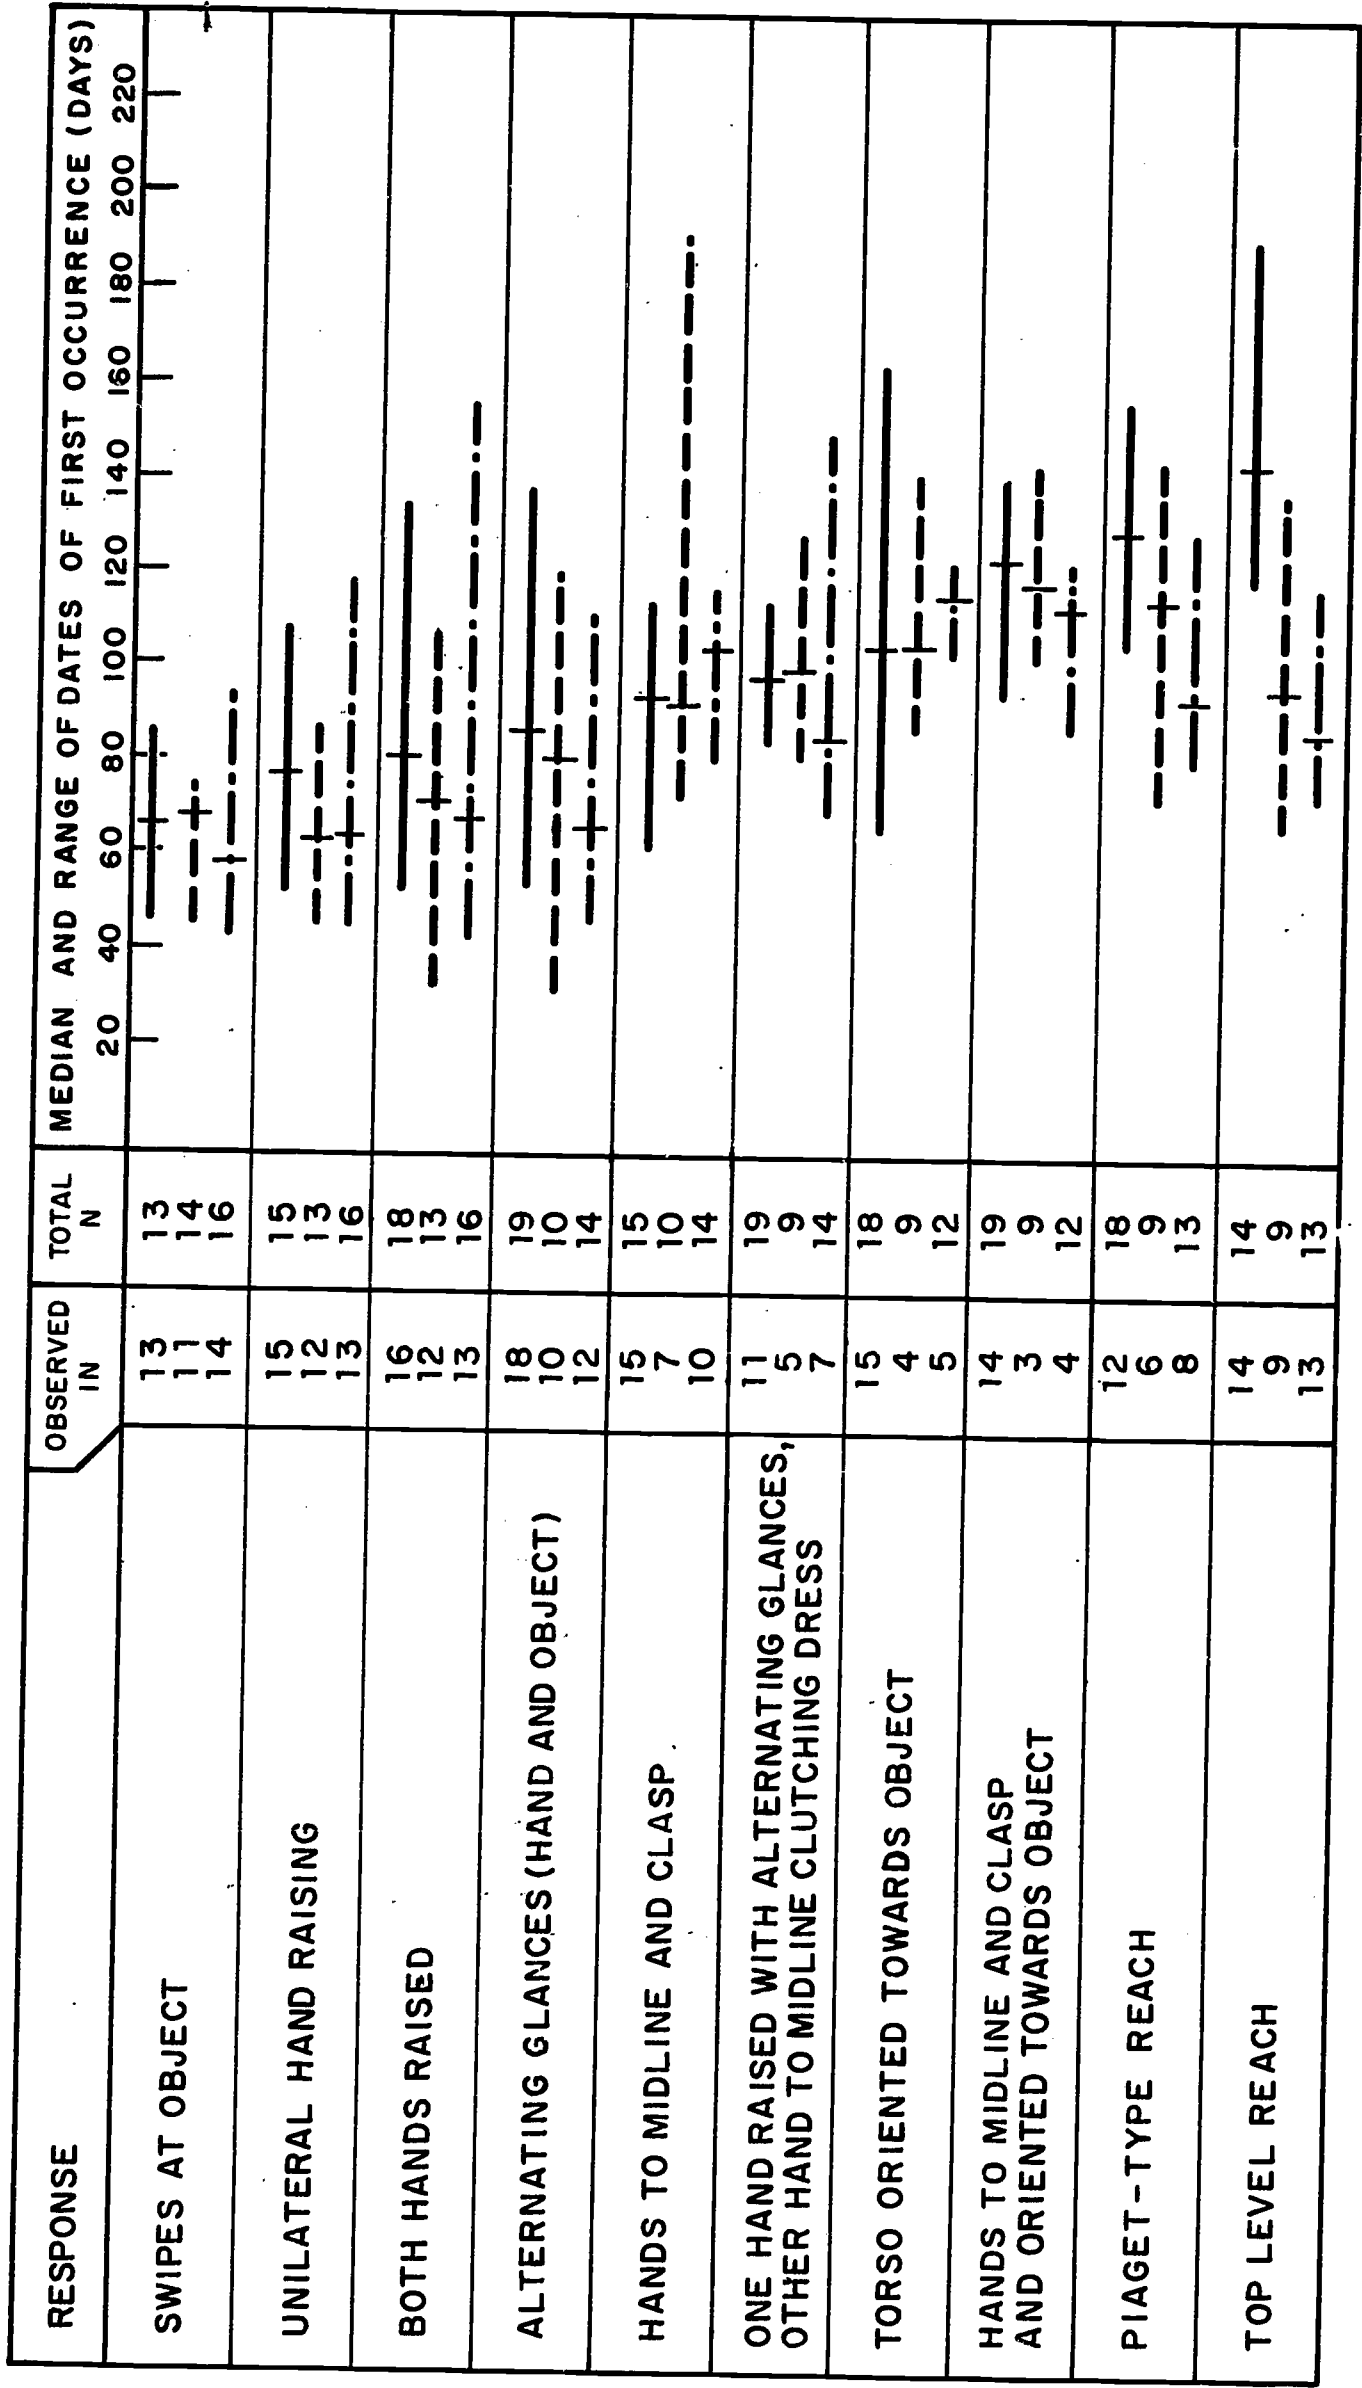 RESPONSE
OBSERVED IN
TOTAL N
MEDIAN AND RANGE OF DATES OF FIRST OCCURRENCE (DAYS)
20 40 60 80 100 120 140 160 180 200 220
SWIPES AT OBJECT
13 13
11 14
14 16
UNILATERAL HAND RAISING
15 15
12 13
13 16
BOTH HANDS RAISED
16 18
12 13
13 16
ALTERNATING GLANCES (HAND AND OBJECT)
18 19
10 10
12 14
HANDS TO MIDLINE AND CLASP
15 15
7 10
10 14
ONE HAND RAISED WITH ALTERNATING GLANCES,
OTHER HAND TO MIDLINE CLUTCHING DRESS
11 19
5 9
7 14
TORSO ORIENTED TOWARDS OBJECT
15 18
4 9
5 12
HANDS TO MIDLINE AND CLASP
AND ORIENTED TOWARDS OBJECT
14 19
3 9
4 12
PIAGET-TYPE REACH
12 18
6 9
8 13
TOP LEVEL REACH
14 14
9 9
13 13